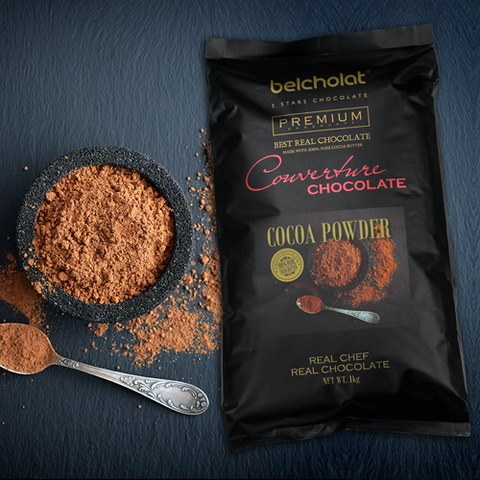 belcholat
5 STARS CHOCOLATE
PREMIUM
CHOCOLATE
BEST REAL CHOCOLATE
MADE WITH 100% PURE COCOA BUTTER
Couverture
CHOCOLATE
COCOA POWDER
REAL CHEF
REAL CHOCOLATE
NET WT. 1kg